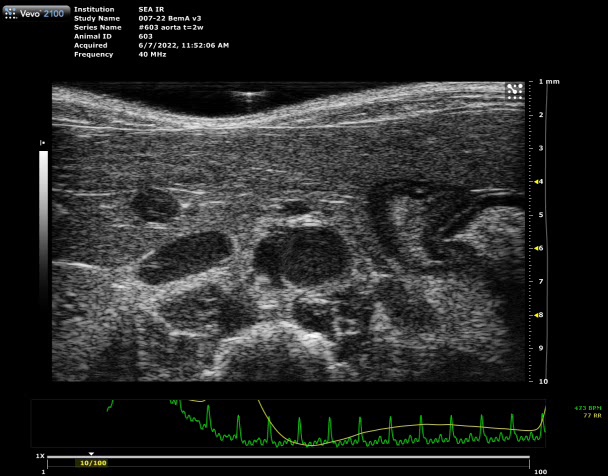 Vevo 2100
Institution SEA IR
Study Name 007-22 BemA v3
Series Name #603 aorta t=2w
Animal ID 603
Acquired 6/7/2022, 11:52:06 AM
Frequency 40 MHz
1 mm
2
3
4
5
6
7
8
9
10
473 BPM
77 RR
1X
10/100
1 100